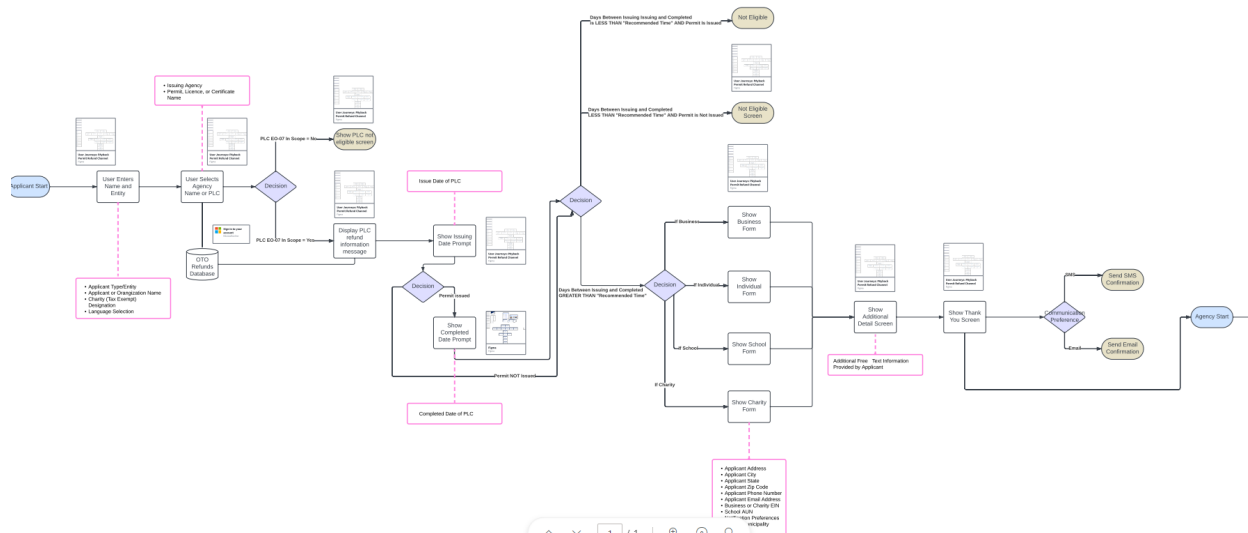 Days Between Issuing Issuing and Completed
is LESS THAN "Recommended Time" AND Permit Is Issued
Not Eligible
Issuing Agency
Permit, Licence, or Certificate
Name
Days Between Issuing and Completed
LESS THAN "Recommended Time" AND Permit is Not Issued
Not Eligible
Screen
PLC EO-07 In Scope = No
Show PLC not
eligible screen
Applicant Start
User Enters
Name and
Entity
User Selects
Agency
Name or PLC
Decision
Issue Date of PLC
Decision
If Business
Show
Business
Form
PLC EO-07 In Scope = Yes
Display PLC
refund
information
message
Show Issuing
Date Prompt
OTO
Refunds
Database
Applicant Type/Entity
Applicant or Orangization Name
Charity (Tax Exempt)
Designation
Language Selection
Decision
Permit issued
Days Between Issuing and Completed
GREATER THAN "Recommended Time"
Decision
If Individual
Show
Individual
Form
Show
Completed
Date Prompt
If School
Show School
Form
Permit NOT Issued
If Charity
Show Charity
Form
Completed Date of PLC
Show
Additional
Detail Screen
Show Thank
You Screen
Communication
Preference
SMS
Send SMS
Confirmation
Email
Send Email
Confirmation
Agency Start
Additional Free Text Information
Provided by Applicant
Applicant Address
Applicant City
Applicant State
Applicant Zip Code
Applicant Phone Number
Applicant Email Address
Business or Charity EIN
School AUN
Preferences